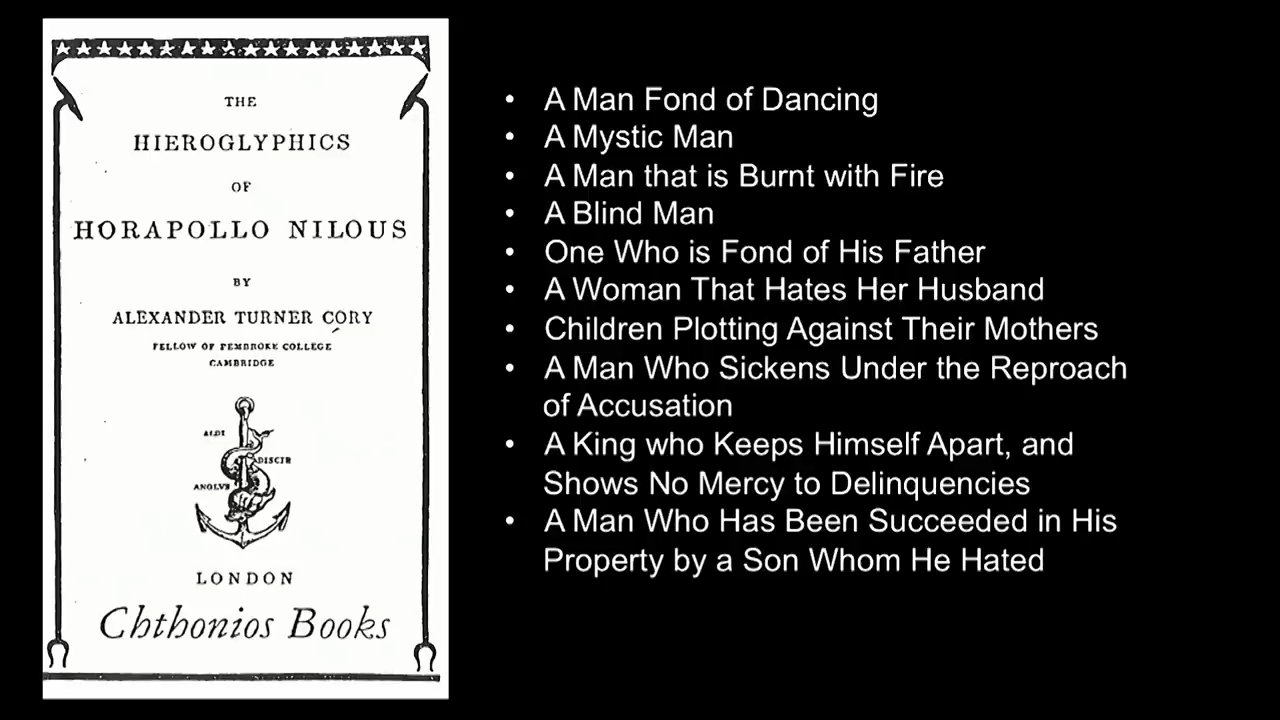 THE
HIEROGLYPHICS
OF
HORAPOLLO NILOUS
BY
ALEXANDER TURNER CORY
FELLOW OF PEMBROKE COLLEGE
CAMBRIDGE
ALDI
DISCIP
ANGLVS
LONDON
Chthonios Books
• A Man Fond of Dancing
• A Mystic Man
• A Man that is Burnt with Fire
• A Blind Man
• One Who is Fond of His Father
• A Woman That Hates Her Husband
• Children Plotting Against Their Mothers
• A Man Who Sickens Under the Reproach
of Accusation
• A King who Keeps Himself Apart, and
Shows No Mercy to Delinquencies
• A Man Who Has Been Succeeded in His
Property by a Son Whom He Hated